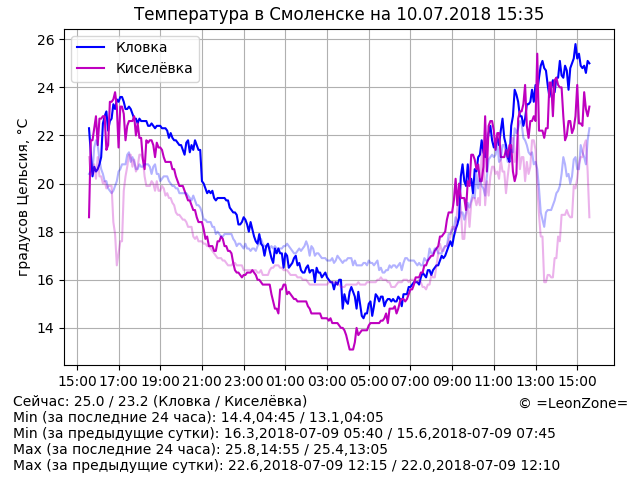 Температура в Смоленске на 10.07.2018 15:35
Кловка
Киселёвка
градусов Цельсия, °C
26
24
22
20
18
16
14
15:00 17:00 19:00 21:00 23:00 01:00 03:00 05:00 07:00 09:00 11:00 13:00 15:00
Сейчас: 25.0 / 23.2 (Кловка / Киселёвка)
© =LeonZone=
Min (за последние 24 часа): 14.4,04:45 / 13.1,04:05
Min (за предыдущие сутки): 16.3,2018-07-09 05:40 / 15.6,2018-07-09 07:45
Max (за последние 24 часа): 25.8,14:55 / 25.4,13:05
Max (за предыдущие сутки): 22.6,2018-07-09 12:15 / 22.0,2018-07-09 12:10